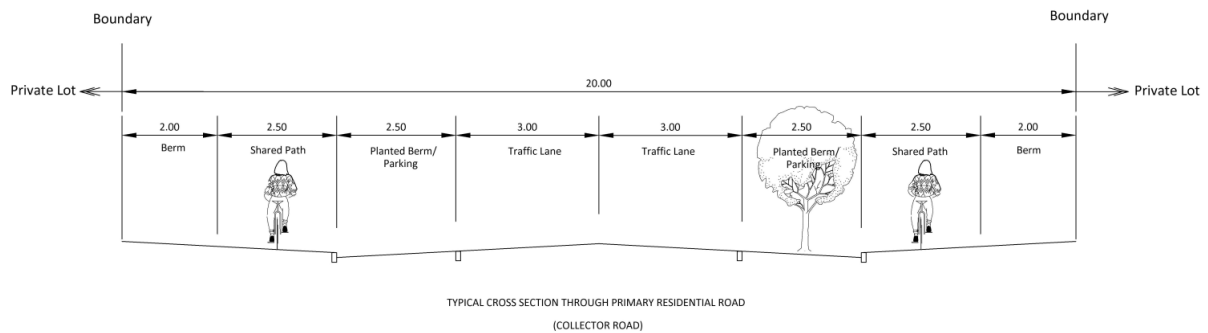 Boundary
Boundary
Private Lot
20.00
Private Lot
2.00
2.50
2.50
3.00
3.00
2.50
2.50
2.00
Berm
Shared Path
Planted Berm/
Parking
Traffic Lane
Traffic Lane
Planted Berm/
Parking
Shared Path
Berm
TYPICAL CROSS SECTION THROUGH PRIMARY RESIDENTIAL ROAD
(COLLECTOR ROAD)